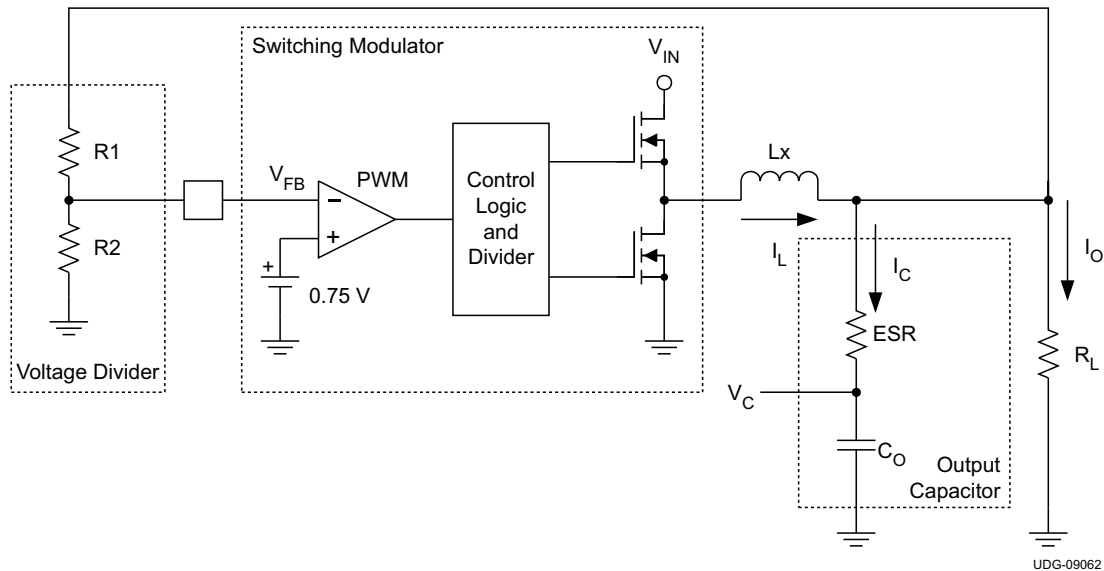 Switching Modulator
V_IN
R1
R2
V_FB
PWM
−
+
+
0.75 V
Control
Logic
and
Divider
Lx
I_L
I_C
I_O
ESR
R_L
V_C
C_O
Output
Capacitor
Voltage Divider
UDG-09062